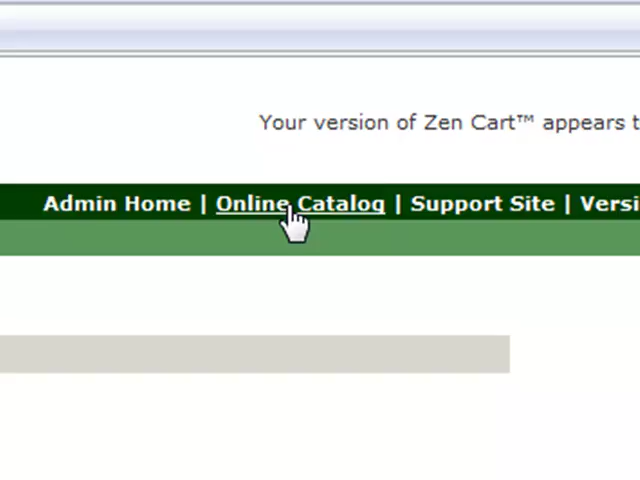 Your version of Zen Cart™ appears
Admin Home | Online Catalog | Support Site |